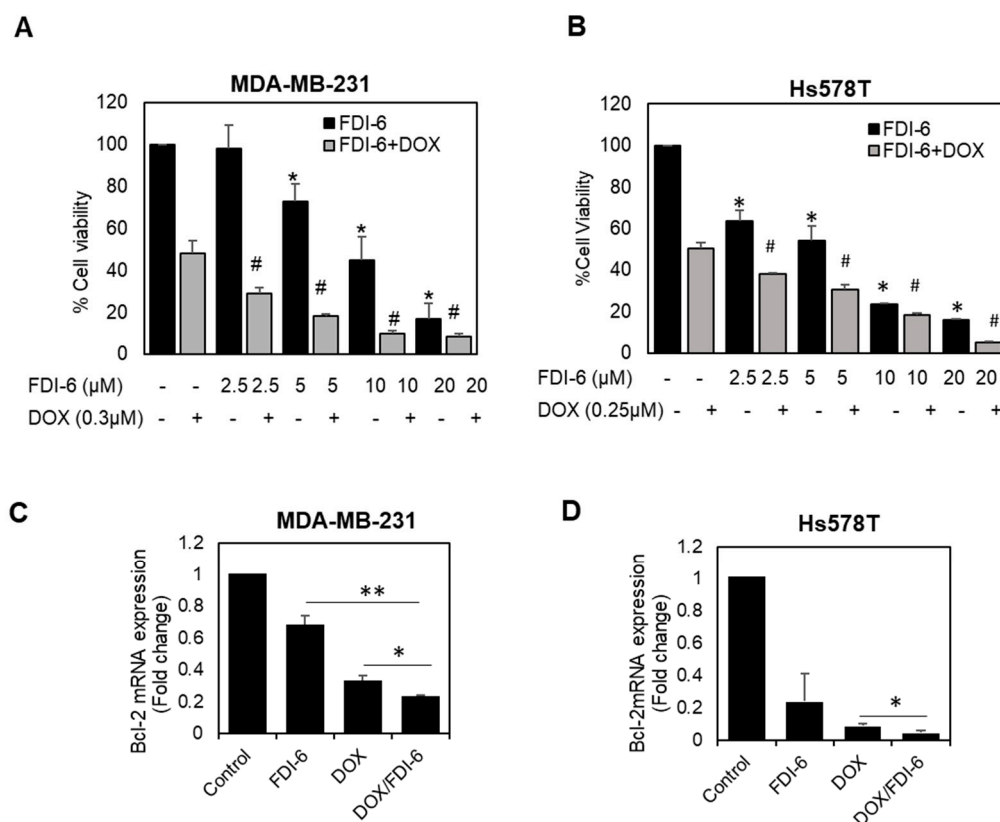 A
MDA-MB-231
120
100
80
60
40
20
0
% Cell viability
FDI-6
FDI-6+DOX
* * *
# # # #
FDI-6 (µM) - - 2.5 2.5 5 5 10 10 20 20
DOX (0.3µM) - + - + - + - + - +
B
Hs578T
120
100
80
60
40
20
0
%Cell Viability
FDI-6
FDI-6+DOX
* * * *
# # # #
FDI-6 (µM) - - 2.5 2.5 5 5 10 10 20 20
DOX (0.25µM) - + - + - + - + - +
C
MDA-MB-231
1.2
1
0.8
0.6
0.4
0.2
0
Bcl-2 mRNA expression
(Fold change)
**
*
Control
FDI-6
DOX
DOX/FDI-6
D
Hs578T
1.2
1
0.8
0.6
0.4
0.2
0
Bcl-2mRNA expression
(Fold change)
*
Control
FDI-6
DOX
DOX/FDI-6